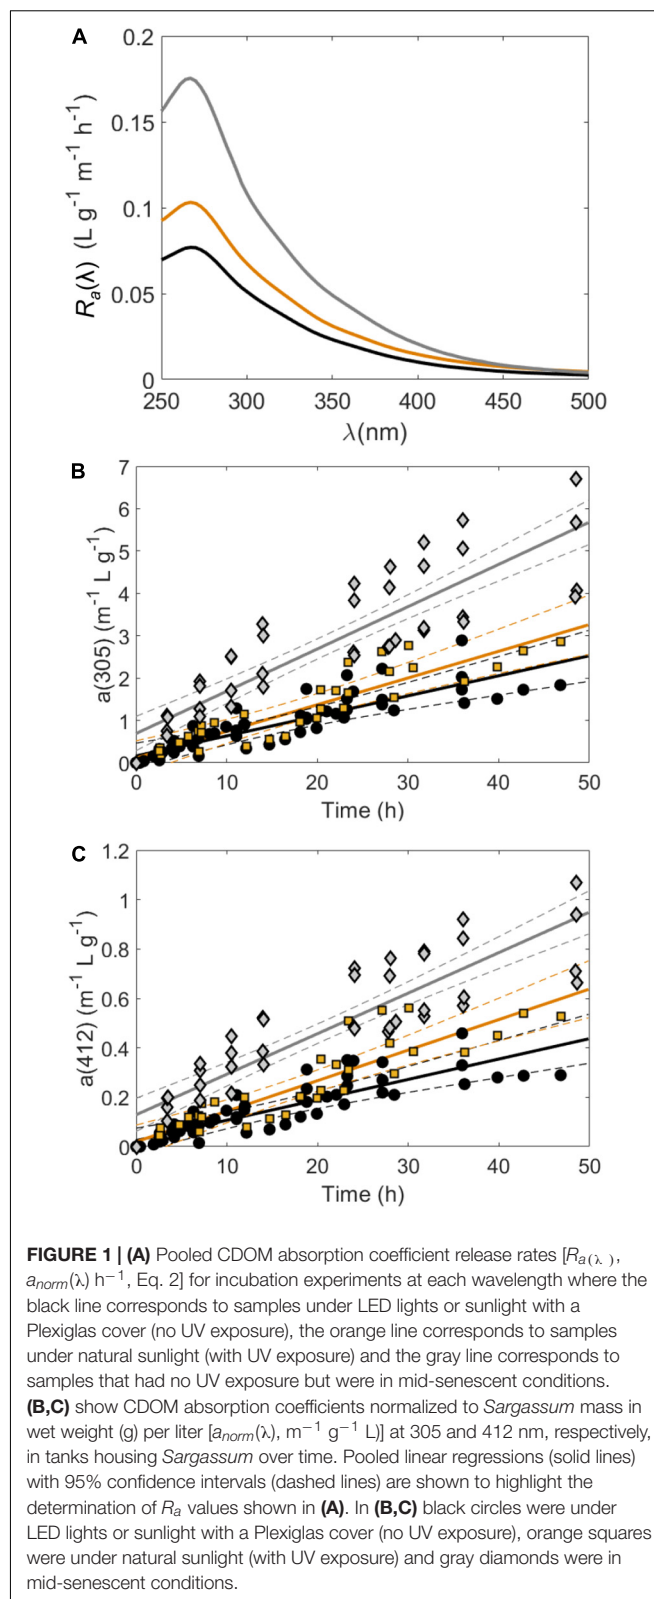 A
0.2
0.15
0.1
0.05
0
R_a(λ) (L g⁻¹ m⁻¹ h⁻¹)
250 300 350 400 450 500
λ(nm)
B
7
6
5
4
3
2
1
0
a(305) (m⁻¹ L g⁻¹)
0 10 20 30 40 50
Time (h)
C
1.2
1
0.8
0.6
0.4
0.2
0
a(412) (m⁻¹ L g⁻¹)
0 10 20 30 40 50
Time (h)
FIGURE 1 | (A) Pooled CDOM absorption coefficient release rates [R_a(λ),
a_norm(λ) h⁻¹, Eq. 2] for incubation experiments at each wavelength where the
black line corresponds to samples under LED lights or sunlight with a
Plexiglas cover (no UV exposure), the orange line corresponds to samples
under natural sunlight (with UV exposure) and the gray line corresponds to
samples that had no UV exposure but were in mid-senescent conditions.
(B,C) show CDOM absorption coefficients normalized to Sargassum mass in
wet weight (g) per liter [a_norm(λ), m⁻¹ g⁻¹ L)] at 305 and 412 nm, respectively,
in tanks housing Sargassum over time. Pooled linear regressions (solid lines)
with 95% confidence intervals (dashed lines) are shown to highlight the
determination of R_a values shown in (A). In (B,C) black circles were under
LED lights or sunlight with a Plexiglas cover (no UV exposure), orange squares
were under natural sunlight (with UV exposure) and gray diamonds were in
mid-senescent conditions.